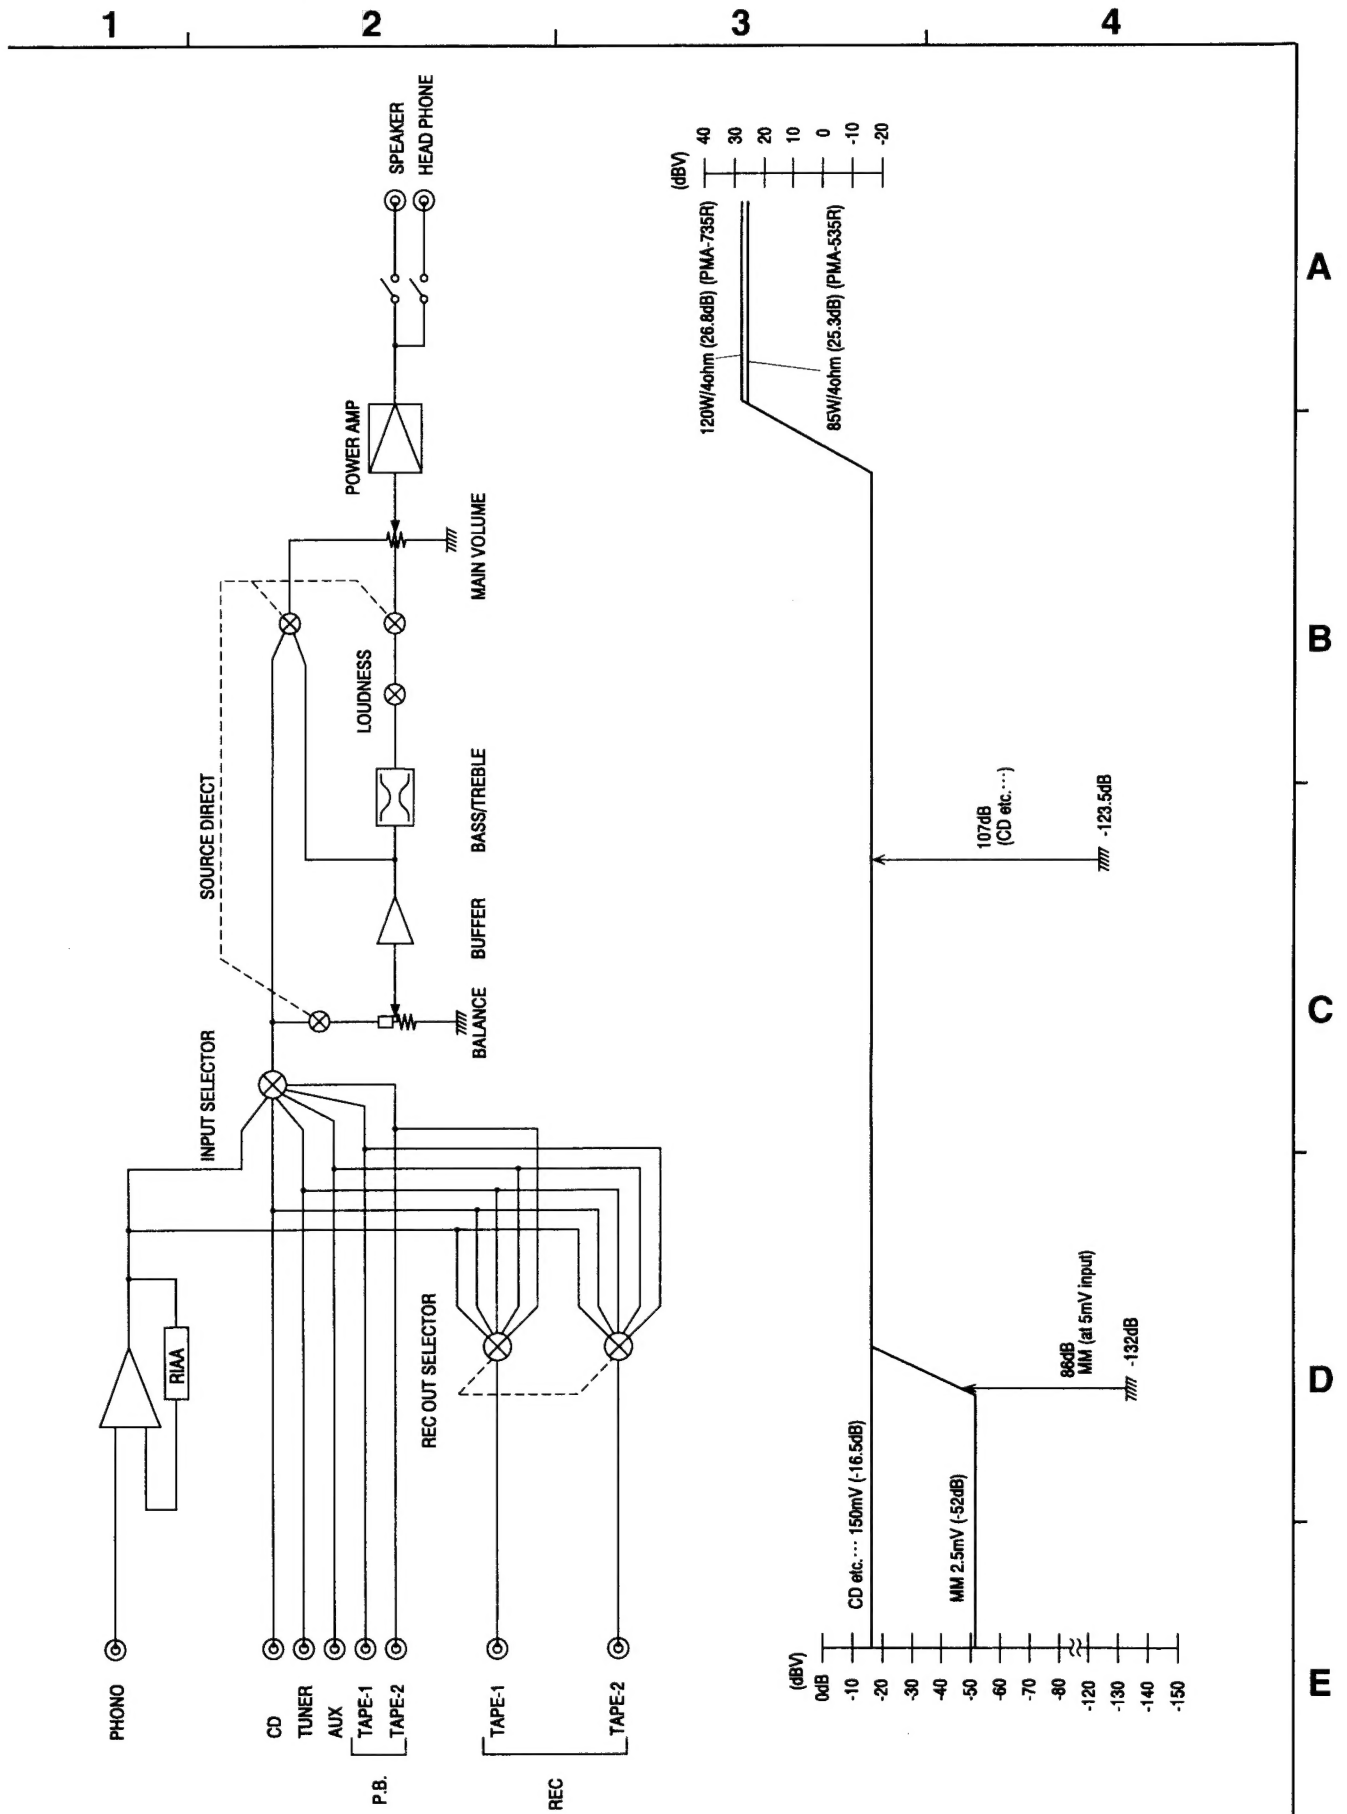 1
2
3
4
A
B
C
D
E
SPEAKER
HEAD PHONE
POWER AMP
MAIN VOLUME
LOUDNESS
SOURCE DIRECT
BASS/TREBLE
BUFFER
BALANCE
INPUT SELECTOR
RIAA
REC OUT SELECTOR
PHONO
CD
TUNER
AUX
TAPE-1
TAPE-2
P.B.
TAPE-1
TAPE-2
REC
(dBV)
40
30
20
10
0
-10
-20
120W/4ohm (26.8dB) (PMA-735R)
85W/4ohm (25.3dB) (PMA-535R)
107dB
(CD etc.···)
-123.5dB
86dB
MM (at 5mV input)
-132dB
CD etc.··· 150mV (-16.5dB)
MM 2.5mV (-52dB)
(dBV)
0dB
-10
-20
-30
-40
-50
-60
-70
-80
-90
-120
-130
-140
-150